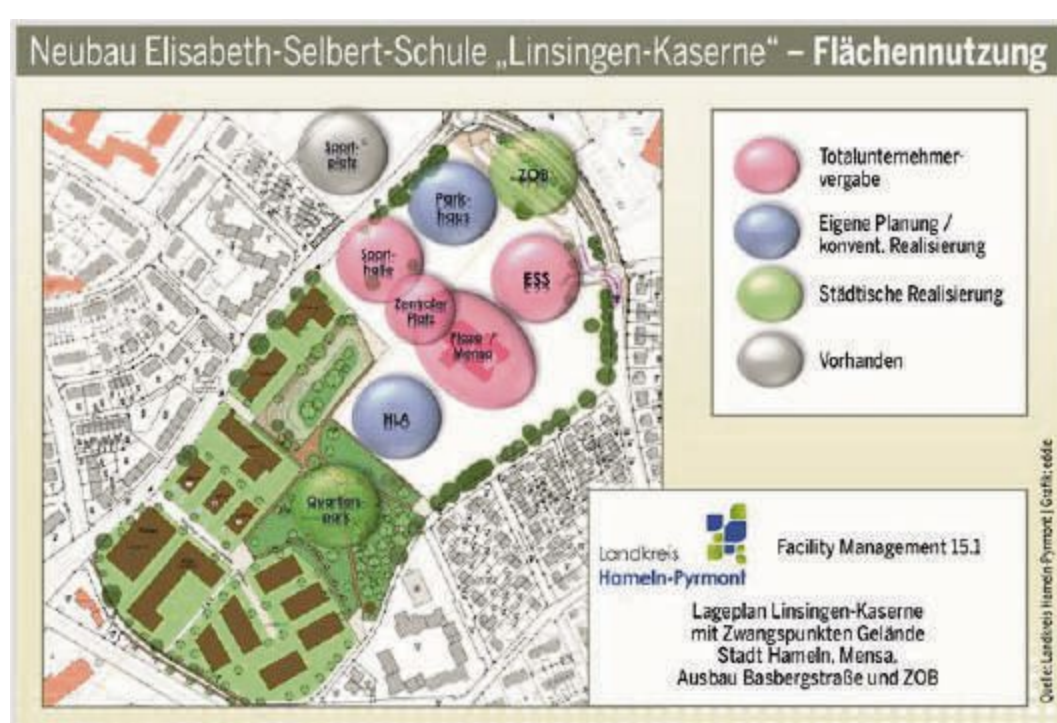 Neubau Elisabeth-Selbert-Schule „Linsingen-Kaserne“ – Flächennutzung
Sport-
platz
ZOB
Park-
haus
Sport-
halle
ESS
Zentraler
Platz
Plaza /
Mensa
HLA
Quartiers-
park
Totalunternehmer-
vergabe
Eigene Planung /
konvent. Realisierung
Städtische Realisierung
Vorhanden
Landkreis
Hameln-Pyrmont
Facility Management 15.1
Lageplan Linsingen-Kaserne
mit Zwangspunkten Gelände
Stadt Hameln, Mensa,
Ausbau Basbergstraße und ZOB
Quelle: Landkreis Hameln-Pyrmont | Grafik: edde